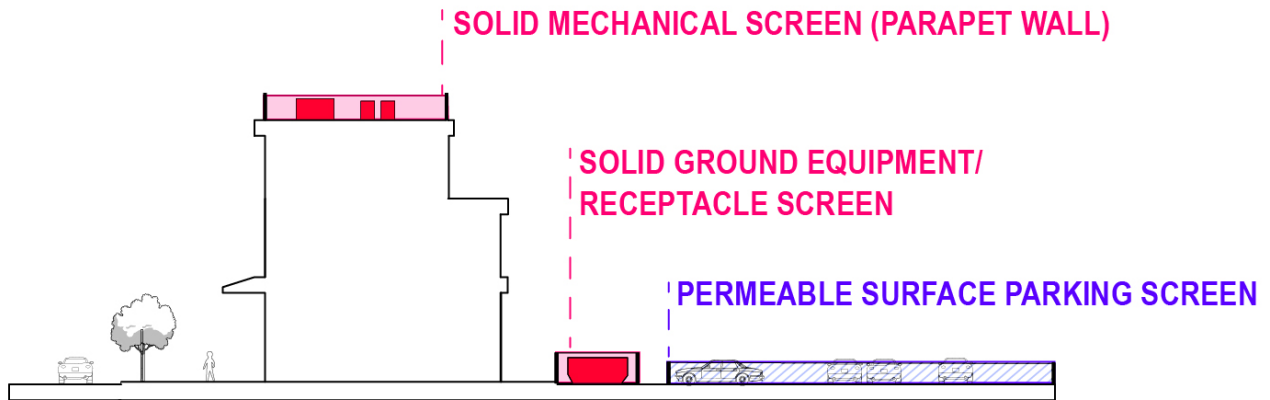 SOLID MECHANICAL SCREEN (PARAPET WALL)
SOLID GROUND EQUIPMENT/
RECEPTACLE SCREEN
PERMEABLE SURFACE PARKING SCREEN